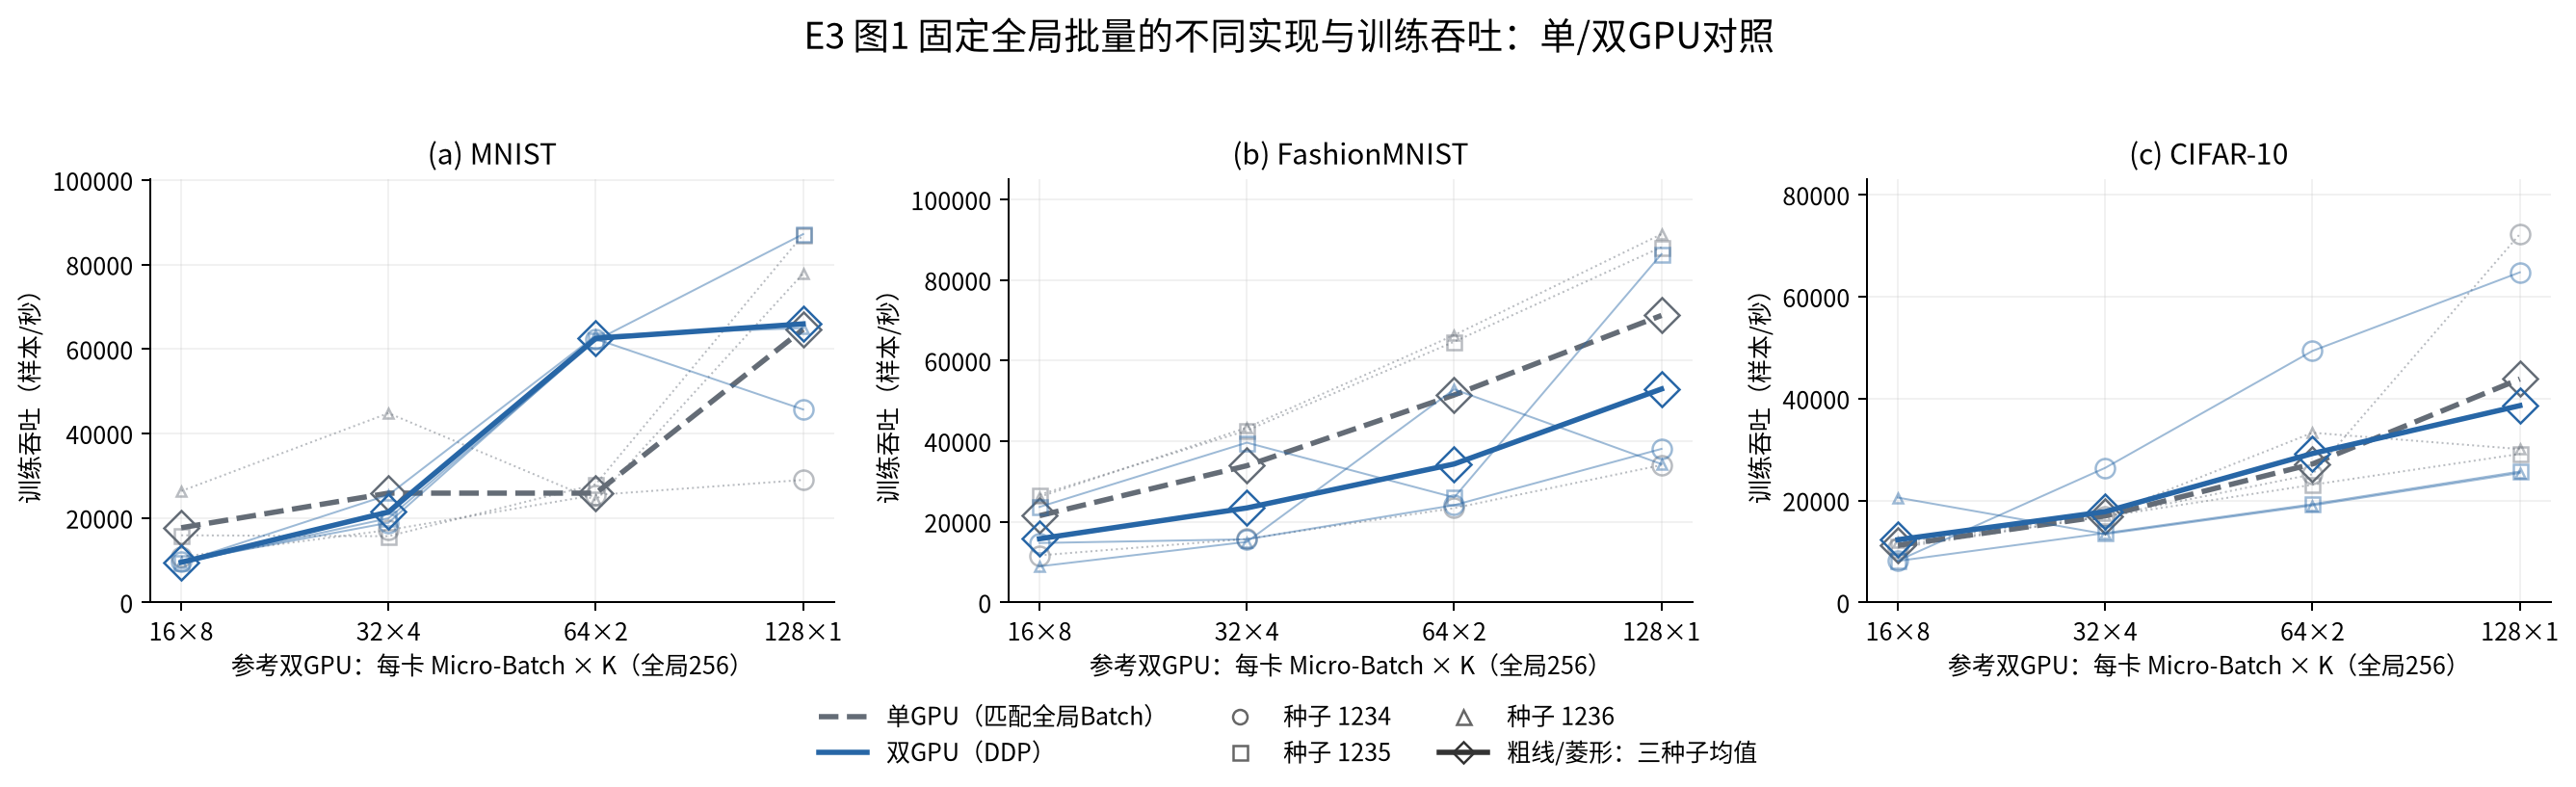 E3 图1 固定全局批量的不同实现与训练吞吐：单/双GPU对照
(a) MNIST
训练吞吐（样本/秒）
100000
80000
60000
40000
20000
0
16×8
32×4
64×2
128×1
参考双GPU：每卡 Micro-Batch × K（全局256）
(b) FashionMNIST
训练吞吐（样本/秒）
100000
80000
60000
40000
20000
0
16×8
32×4
64×2
128×1
参考双GPU：每卡 Micro-Batch × K（全局256）
(c) CIFAR-10
训练吞吐（样本/秒）
80000
60000
40000
20000
0
16×8
32×4
64×2
128×1
参考双GPU：每卡 Micro-Batch × K（全局256）
单GPU（匹配全局Batch）
双GPU（DDP）
种子 1234
种子 1235
种子 1236
粗线/菱形：三种子均值